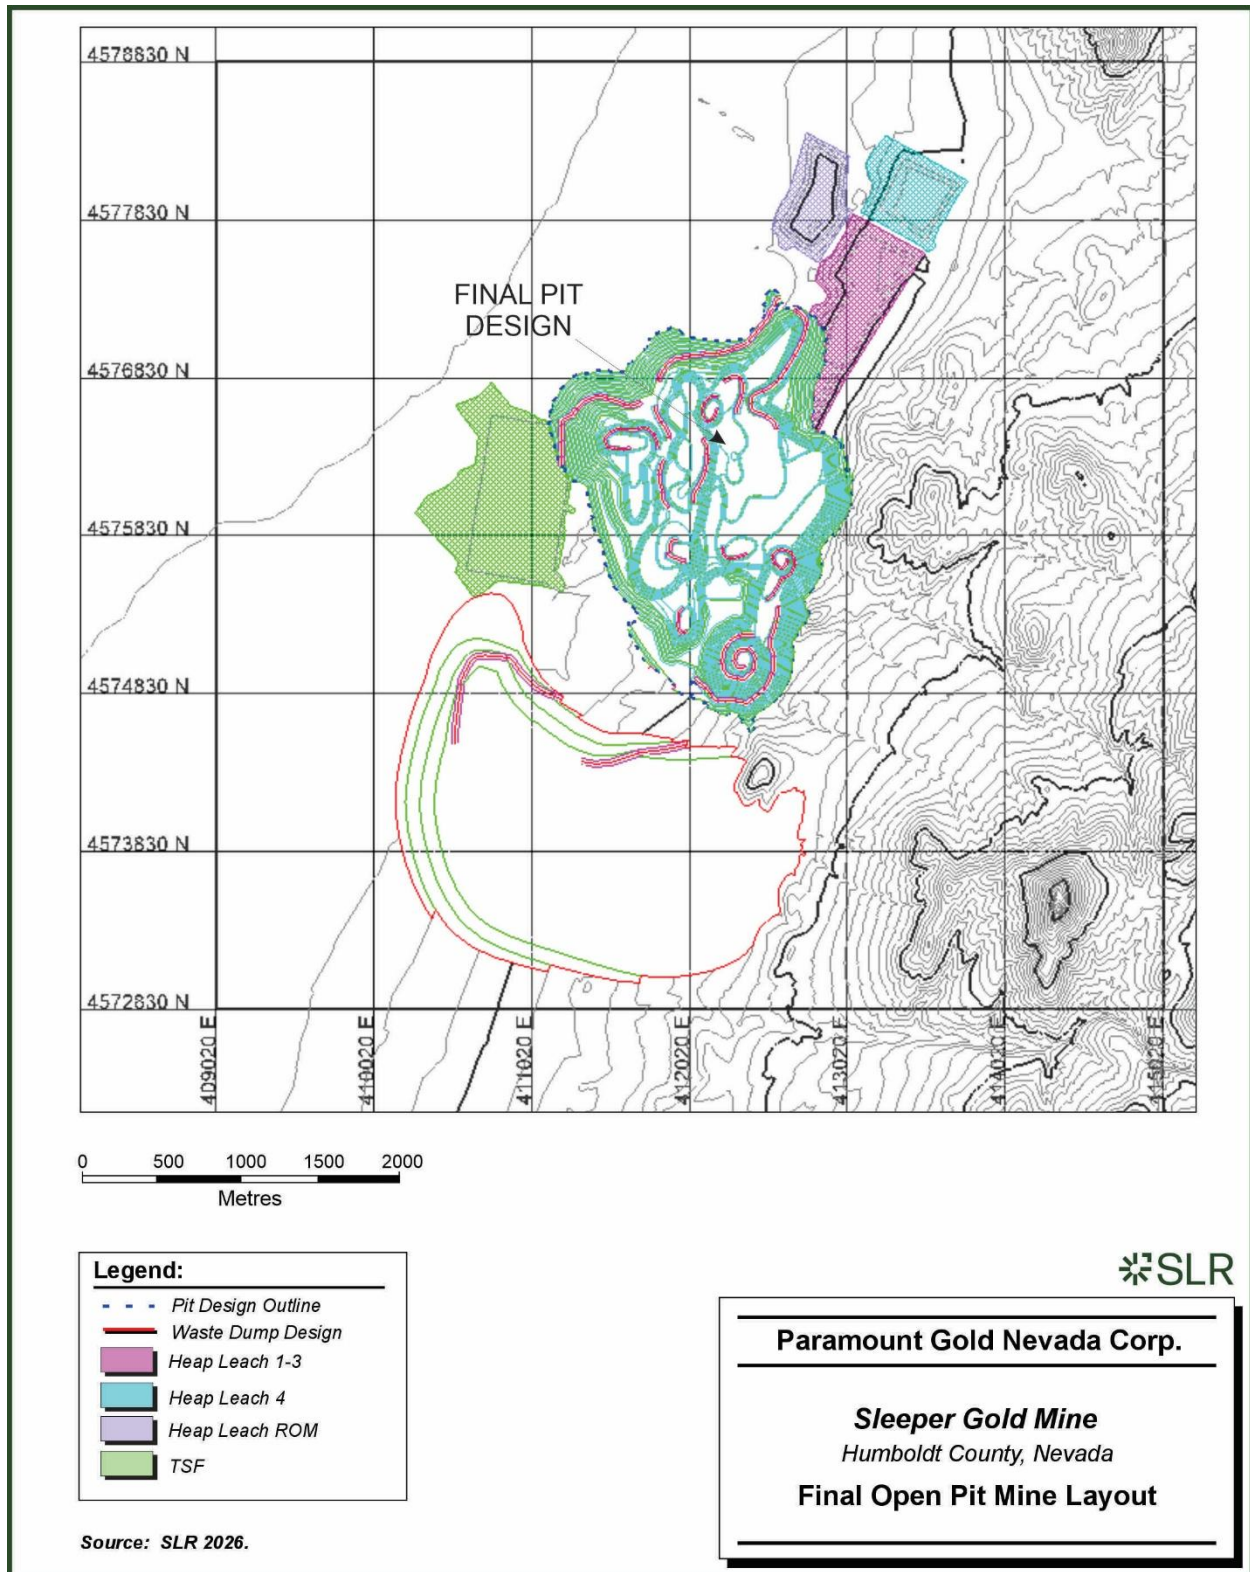 4578830 N
4577830 N
FINAL PIT
DESIGN
4576830 N
4575830 N
4574830 N
4573830 N
4572830 N
409020 E
410020 E
411020 E
412020 E
413020 E
414020 E
415020 E
0 500 1000 1500 2000
Metres
Legend:
Pit Design Outline
Waste Dump Design
Heap Leach 1-3
Heap Leach 4
Heap Leach ROM
TSF
SLR
Paramount Gold Nevada Corp.
Sleeper Gold Mine
Humboldt County, Nevada
Final Open Pit Mine Layout
Source: SLR 2026.